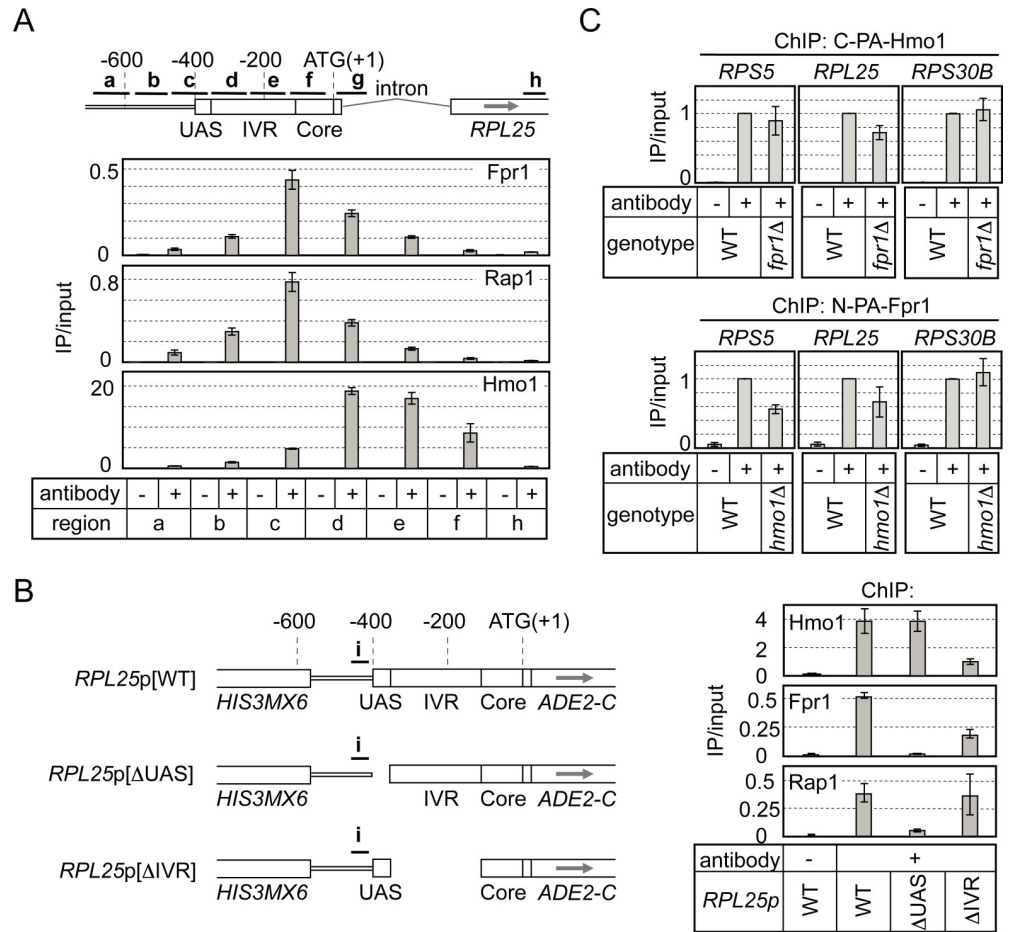 A
-600 -400 -200 ATG(+1)
a b c d e f g h
intron
UAS IVR Core RPL25
IP/input
0.5
0
Fpr1
0.8
0
Rap1
20
10
0
Hmo1
antibody - + - + - + - + - + - + - +
region a b c d e f h
B
-600 -400 -200 ATG(+1)
i
RPL25p[WT]
HIS3MX6 UAS IVR Core ADE2-C
i
RPL25p[ΔUAS]
HIS3MX6 IVR Core ADE2-C
i
RPL25p[ΔIVR]
HIS3MX6 UAS Core ADE2-C
ChIP:
IP/input
4
2
0
Hmo1
0.5
0.25
0
Fpr1
0.5
0.25
0
Rap1
antibody - +
RPL25p WT WT ΔUAS ΔIVR
C
ChIP: C-PA-Hmo1
RPS5 RPL25 RPS30B
IP/input
1
0
antibody - + + - + + - + +
genotype WT fpr1Δ WT fpr1Δ WT fpr1Δ
ChIP: N-PA-Fpr1
RPS5 RPL25 RPS30B
IP/input
1
0
antibody - + + - + + - + +
genotype WT hmo1Δ WT hmo1Δ WT hmo1Δ